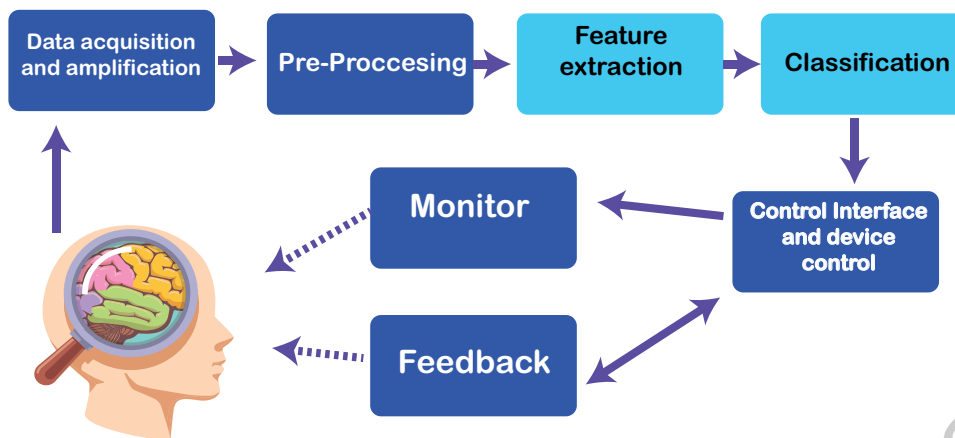 Data acquisition
and amplification
Pre-Proccesing
Feature
extraction
Classification
Monitor
Control Interface
and device
control
Feedback